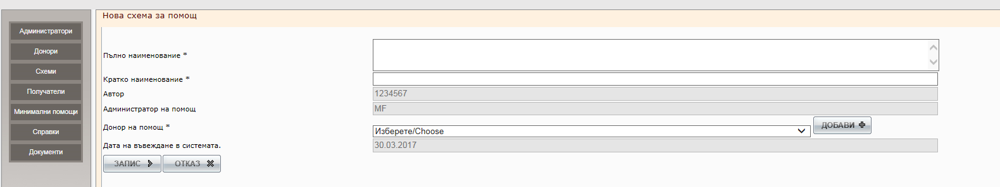 Нова схема за помощ
Администратори
Донори
Схеми
Получатели
Минимални помощи
Справки
Документи
Пълно наименование *
Кратко наименование *
Автор 1234567
Администратор на помощ MF
Донор на помощ * Изберете/Choose ДОБАВИ
Дата на въвеждане в системата. 30.03.2017
ЗАПИС ОТКАЗ